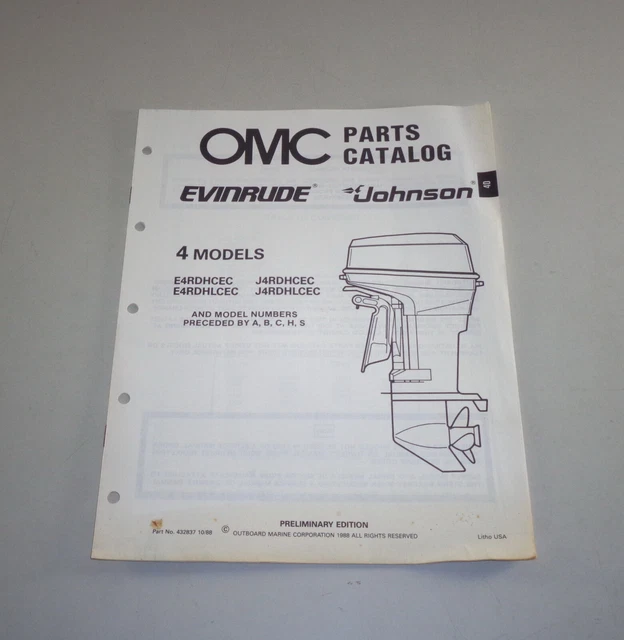 OMC PARTS CATALOG
EVINRUDE® Johnson®
4D
4 MODELS
E4RDHCEC J4RDHCEC
E4RDHLCEC J4RDHLCEC
AND MODEL NUMBERS
PRECEDED BY A, B, C, H, S
PRELIMINARY EDITION
Part No. 432837 10/88 © OUTBOARD MARINE CORPORATION 1988 ALL RIGHTS RESERVED Litho USA